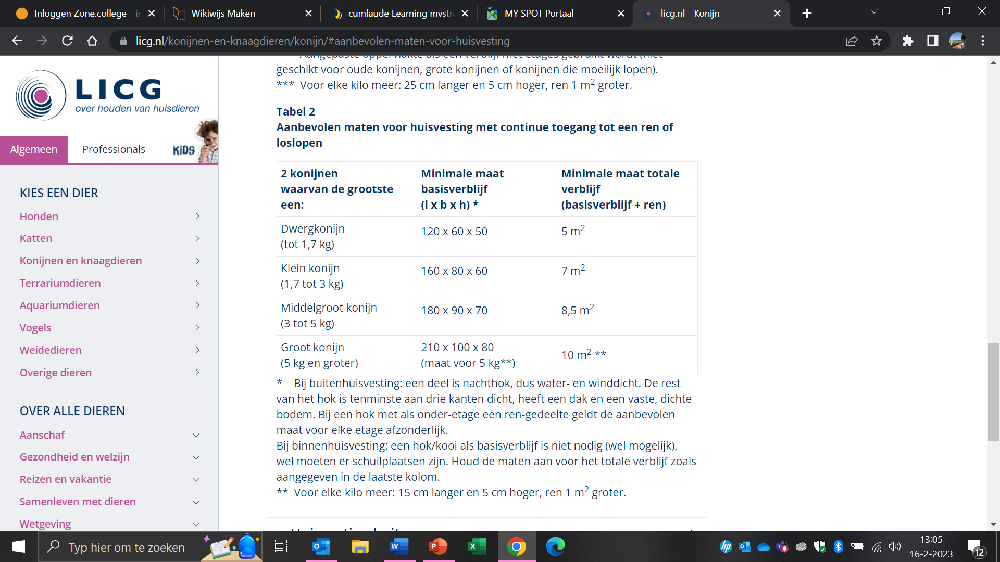 Inloggen Zone.college - in
Wikiwijs Maken
cumlaude Learning mvstr
MY SPOT Portaal
licg.nl - Konijn
licg.nl/konijnen-en-knaagdieren/konijn/#aanbevolen-maten-voor-huisvesting
LICG
over houden van huisdieren
Algemeen
Professionals
KiDS
KIES EEN DIER
Honden
Katten
Konijnen en knaagdieren
Terrariumdieren
Aquariumdieren
Vogels
Weidedieren
Overige dieren
OVER ALLE DIEREN
Aanschaf
Gezondheid en welzijn
Reizen en vakantie
Samenleven met dieren
Wetgeving
Aangepaste oppervlakte als een verblijf met etages gebruikt wordt (niet
geschikt voor oude konijnen, grote konijnen of konijnen die moeilijk lopen).
*** Voor elke kilo meer: 25 cm langer en 5 cm hoger, ren 1 m² groter.
Tabel 2
Aanbevolen maten voor huisvesting met continue toegang tot een ren of
loslopen
2 konijnen
waarvan de grootste
een:
Minimale maat
basisverblijf
(l x b x h) *
Minimale maat totale
verblijf
(basisverblijf + ren)
Dwergkonijn
(tot 1,7 kg)
120 x 60 x 50
5 m²
Klein konijn
(1,7 tot 3 kg)
160 x 80 x 60
7 m²
Middelgroot konijn
(3 tot 5 kg)
180 x 90 x 70
8,5 m²
Groot konijn
(5 kg en groter)
210 x 100 x 80
(maat voor 5 kg**)
10 m² **
* Bij buitenhuisvesting: een deel is nachthok, dus water- en winddicht. De rest
van het hok is tenminste aan drie kanten dicht, heeft een dak en een vaste, dichte
bodem. Bij een hok met als onder-etage een ren-gedeelte geldt de aanbevolen
maat voor elke etage afzonderlijk.
Bij binnenhuisvesting: een hok/kooi als basisverblijf is niet nodig (wel mogelijk),
wel moeten er schuilplaatsen zijn. Houd de maten aan voor het totale verblijf zoals
aangegeven in de laatste kolom.
** Voor elke kilo meer: 15 cm langer en 5 cm hoger, ren 1 m² groter.
Typ hier om te zoeken
13:05
16-2-2023
12